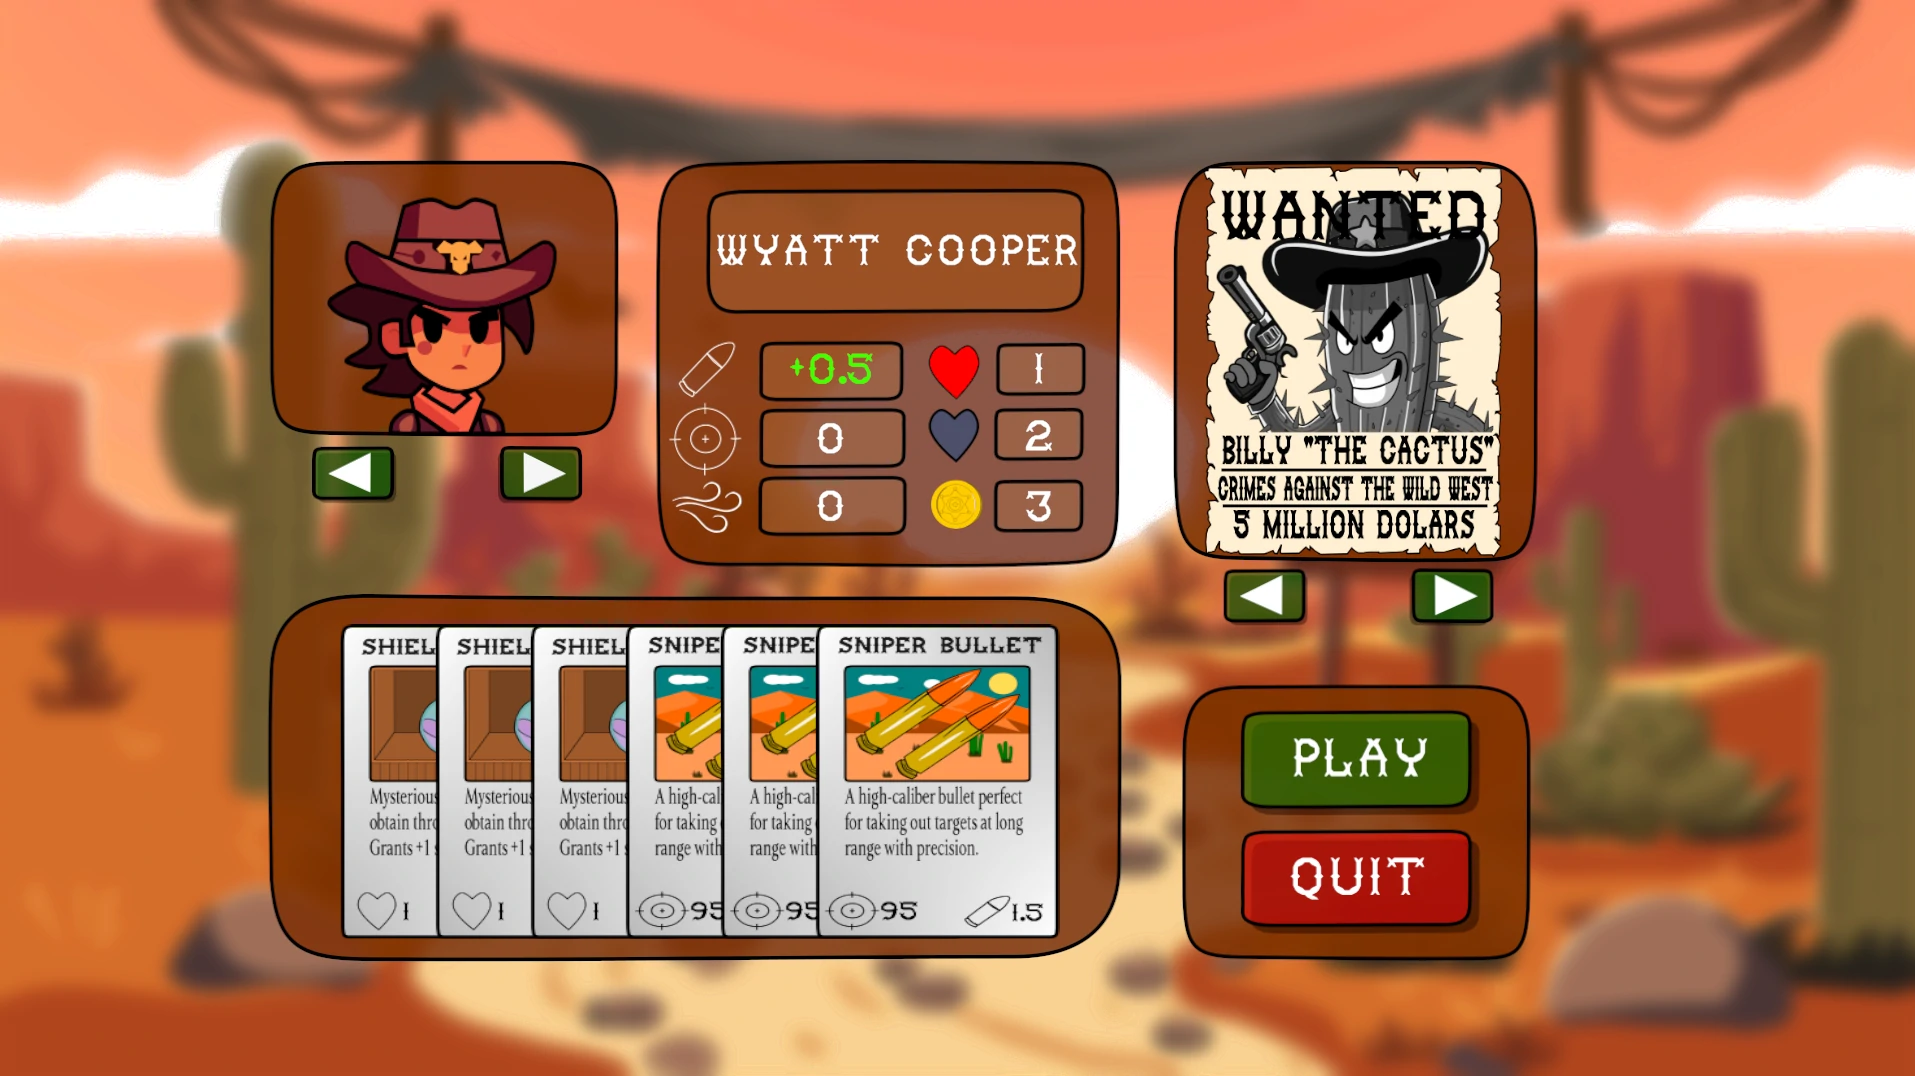 WYATT COOPER
+0.5
1
0
2
0
3
WANTED
BILLY "THE CACTUS"
CRIMES AGAINST THE WILD WEST
5 MILLION DOLARS
SHIEL
Mysterious
obtain thro
Grants +1 s
1
SHIEL
Mysterious
obtain thro
Grants +1 s
1
SHIEL
Mysterious
obtain thro
Grants +1 s
1
SNIPE
A high-cal
for taking
range with
95
SNIPE
A high-cal
for taking
range with
95
SNIPER BULLET
A high-caliber bullet perfect
for taking out targets at long
range with precision.
95 1.5
PLAY
QUIT